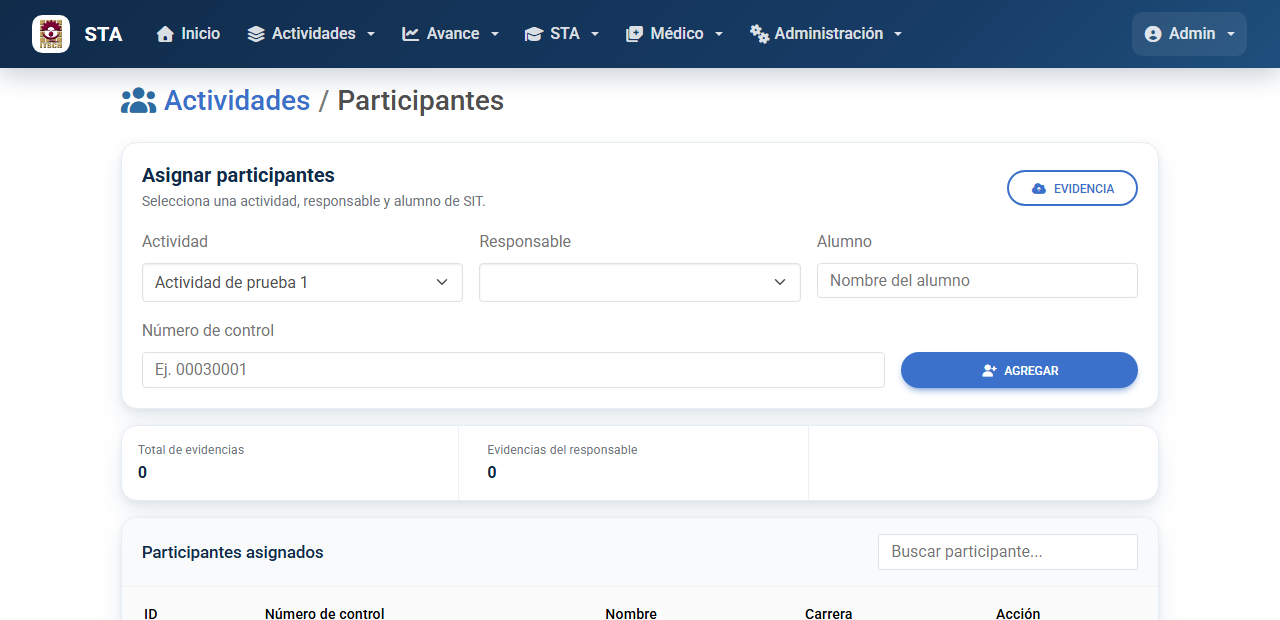 ITSCH
STA
Inicio
Actividades
Avance
STA
Médico
Administración
Admin
Actividades / Participantes
Asignar participantes
Selecciona una actividad, responsable y alumno de SIT.
EVIDENCIA
Actividad
Responsable
Alumno
Actividad de prueba 1
Nombre del alumno
Número de control
Ej. 00030001
AGREGAR
Total de evidencias
Evidencias del responsable
0
0
Participantes asignados
Buscar participante...
ID
Número de control
Nombre
Carrera
Acción